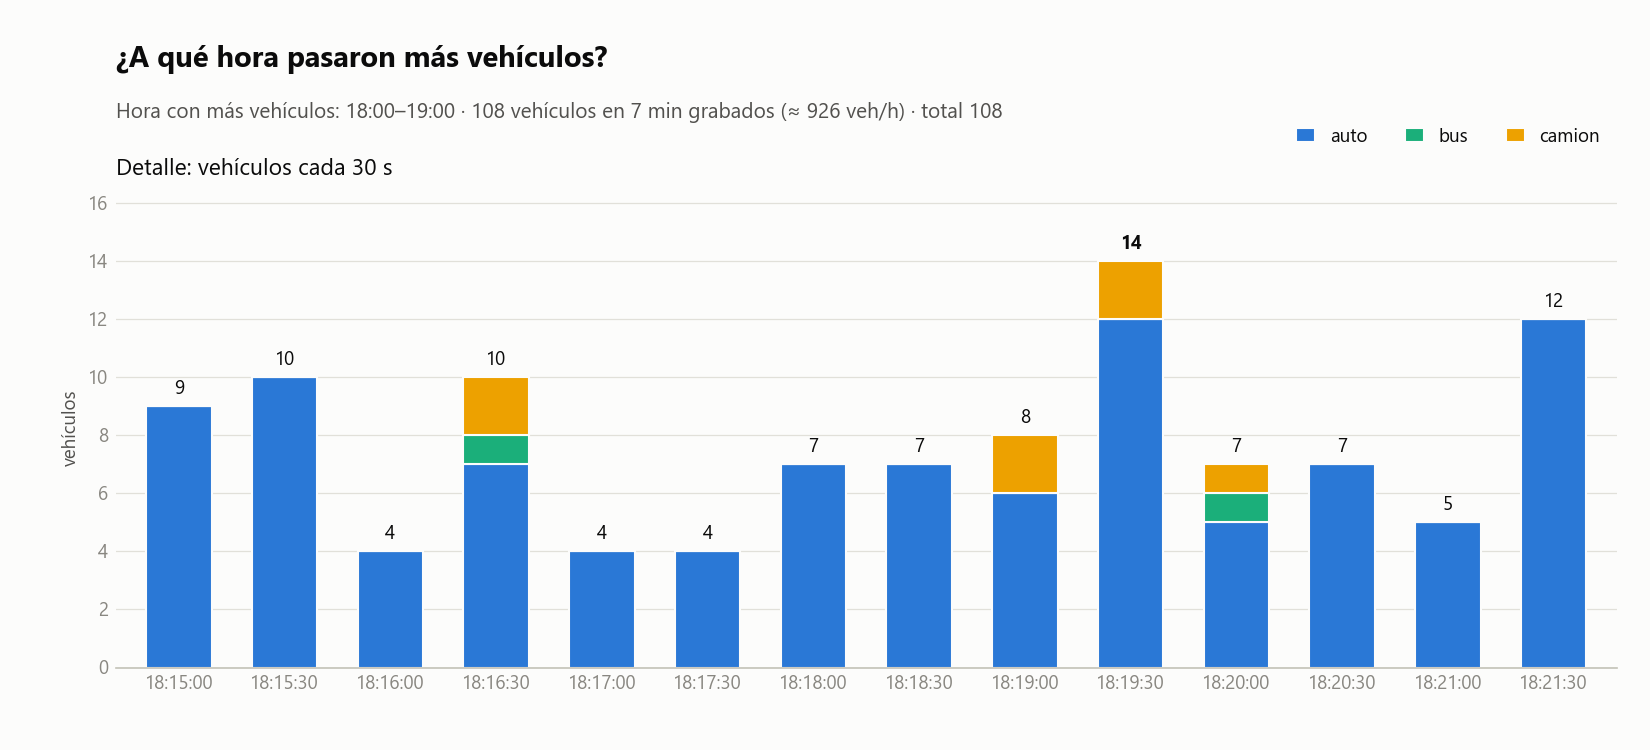 ¿A qué hora pasaron más vehículos?
Hora con más vehículos: 18:00–19:00 · 108 vehículos en 7 min grabados (≈ 926 veh/h) · total 108
auto bus camion
Detalle: vehículos cada 30 s
vehículos
16
14
12
10
8
6
4
2
0
9 10 4 10 4 4 7 7 8 14 7 7 5 12
18:15:00 18:15:30 18:16:00 18:16:30 18:17:00 18:17:30 18:18:00 18:18:30 18:19:00 18:19:30 18:20:00 18:20:30 18:21:00 18:21:30